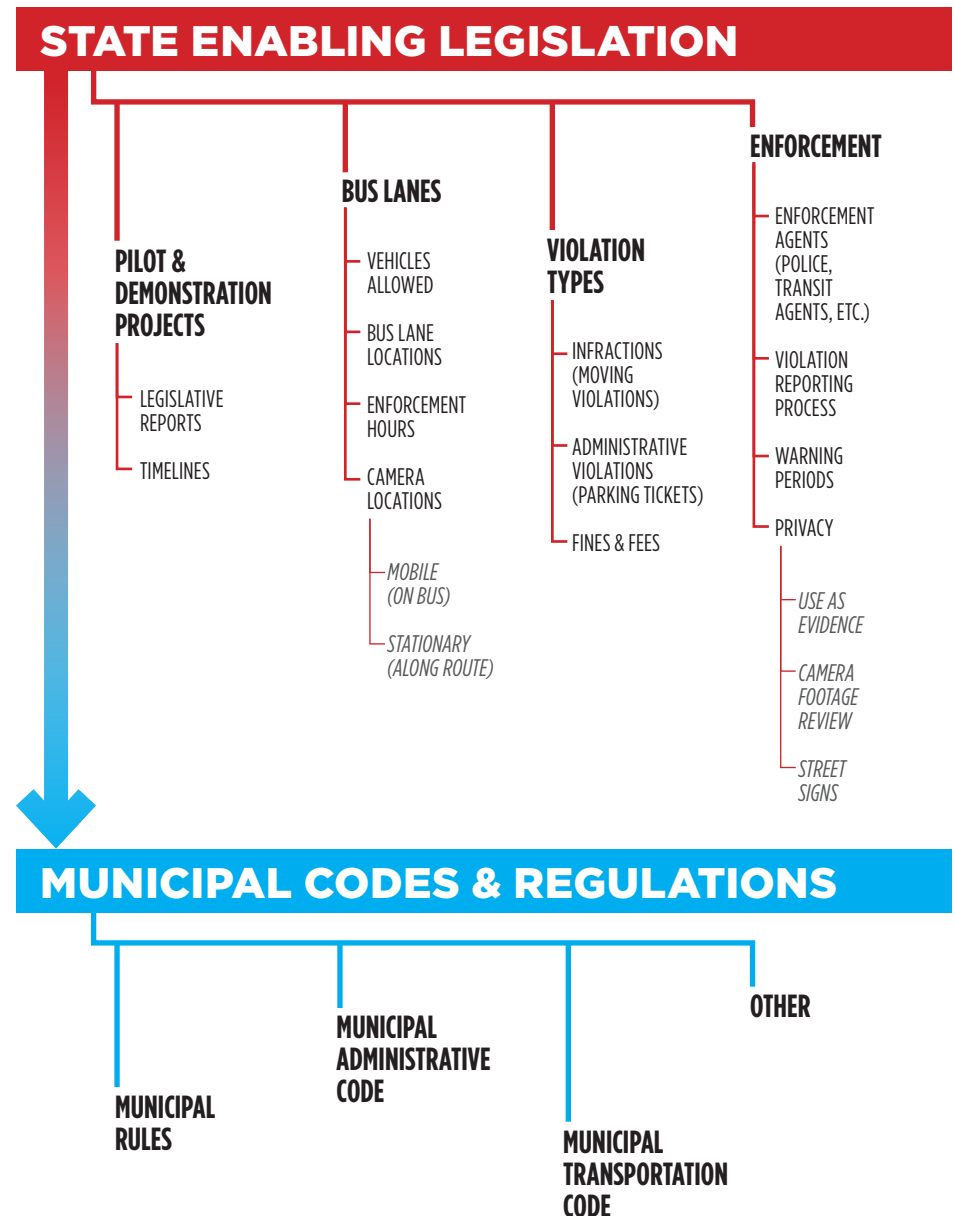 STATE ENABLING LEGISLATION
PILOT &
DEMONSTRATION
PROJECTS
LEGISLATIVE
REPORTS
TIMELINES
BUS LANES
VEHICLES
ALLOWED
BUS LANE
LOCATIONS
ENFORCEMENT
HOURS
CAMERA
LOCATIONS
MOBILE
(ON BUS)
STATIONARY
(ALONG ROUTE)
VIOLATION
TYPES
INFRACTIONS
(MOVING
VIOLATIONS)
ADMINISTRATIVE
VIOLATIONS
(PARKING TICKETS)
FINES & FEES
ENFORCEMENT
ENFORCEMENT
AGENTS
(POLICE,
TRANSIT
AGENTS, ETC.)
VIOLATION
REPORTING
PROCESS
WARNING
PERIODS
PRIVACY
USE AS
EVIDENCE
CAMERA
FOOTAGE
REVIEW
STREET
SIGNS
MUNICIPAL CODES & REGULATIONS
MUNICIPAL
RULES
MUNICIPAL
ADMINISTRATIVE
CODE
MUNICIPAL
TRANSPORTATION
CODE
OTHER